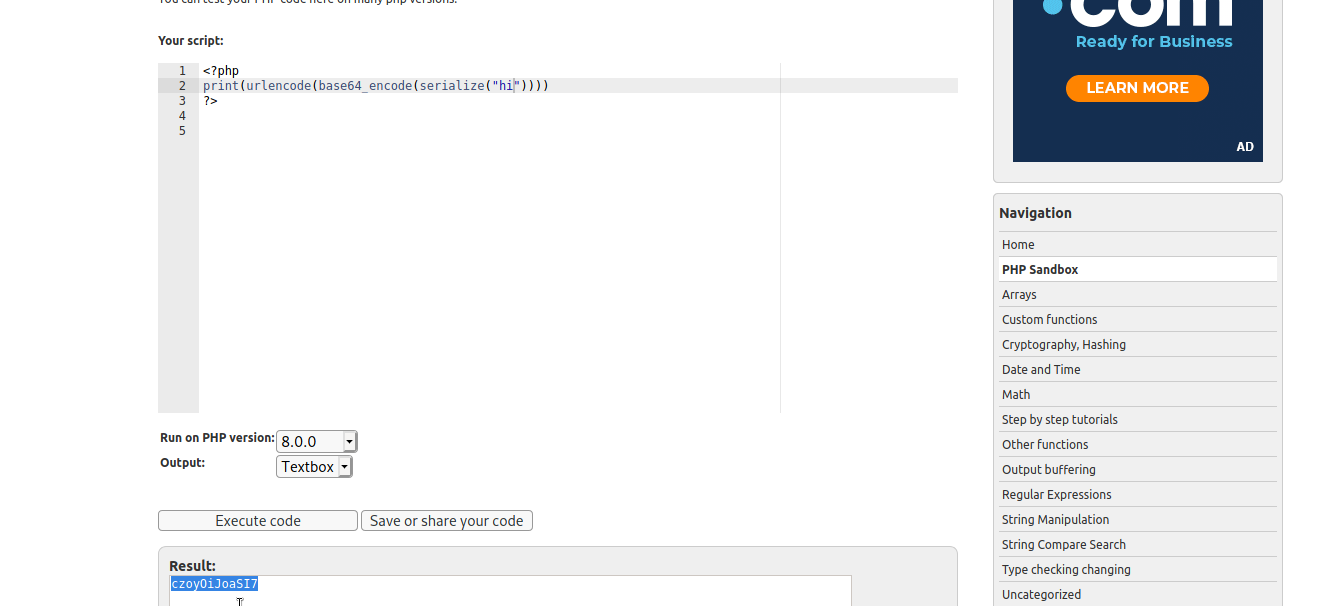 You can test your PHP code here on many php versions.
Your script:
1 <?php
2 print(urlencode(base64_encode(serialize("hi"))))
3 ?>
4
5
Run on PHP version: 8.0.0
Output: Textbox
Execute code
Save or share your code
Result:
czoyOiJoaSI7
.com
Ready for Business
LEARN MORE
AD
Navigation
Home
PHP Sandbox
Arrays
Custom functions
Cryptography, Hashing
Date and Time
Math
Step by step tutorials
Other functions
Output buffering
Regular Expressions
String Manipulation
String Compare Search
Type checking changing
Uncategorized